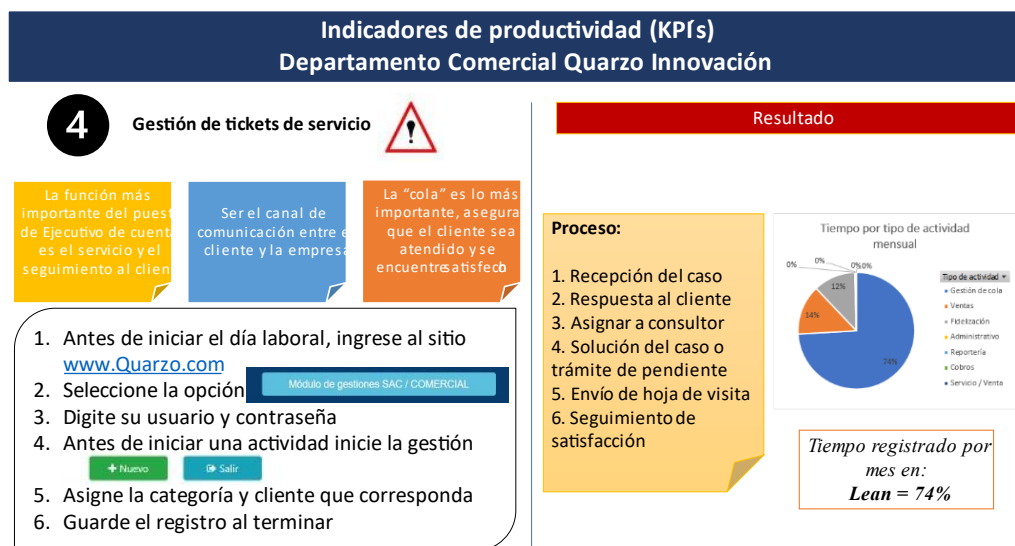 Indicadores de productividad (KPI´s)
Departamento Comercial Quarzo Innovación
4
Gestión de tickets de servicio
!
La función más
importante del puest
de Ejecutivo de cuent
es el servicio y el
seguimiento al client
Ser el canal de
comunicación entre e
cliente y la empresa
La “cola” es lo más
importante, asegura
que el cliente sea
atendido y se
encuentre satisfecho
1. Antes de iniciar el día laboral, ingrese al sitio
www.Quarzo.com
2. Seleccione la opción
Módulo de gestiones SAC / COMERCIAL
3. Digite su usuario y contraseña
4. Antes de iniciar una actividad inicie la gestión
+ Nuevo
Salir
5. Asigne la categoría y cliente que corresponda
6. Guarde el registro al terminar
Resultado
Proceso:
1. Recepción del caso
2. Respuesta al cliente
3. Asignar a consultor
4. Solución del caso o
trámite de pendiente
5. Envío de hoja de visita
6. Seguimiento de
satisfacción
Tiempo por tipo de actividad
mensual
0%
0%
0%
0%
12%
14%
74%
Tipo de actividad
Gestión de cola
Ventas
Fidelización
Administrativo
Reportería
Cobros
Servicio / Venta
Tiempo registrado por
mes en:
Lean = 74%